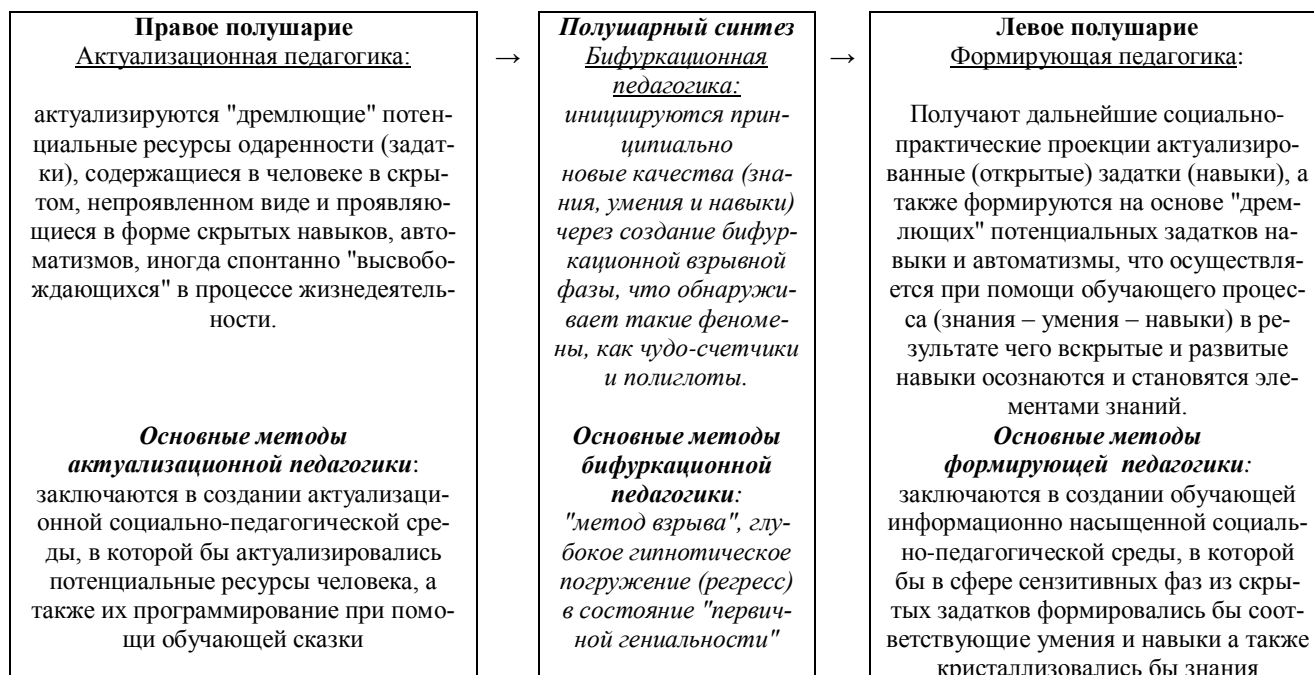 Правое полушарие
Актуализационная педагогика:
актуализируются "дремлющие" потен-
циальные ресурсы одаренности (задат-
ки), содержащиеся в человеке в скры-
том, непроявленном виде и проявляю-
щиеся в форме скрытых навыков, авто-
матизмов, иногда спонтанно "высвобо-
ждающихся" в процессе жизнедеятель-
ности.
Основные методы
актуализационной педагогики:
заключаются в создании актуализаци-
онной социально-педагогической сре-
ды, в которой бы актуализировались
потенциальные ресурсы человека, а
также их программирование при помо-
щи обучающей сказки
→
Полушарный синтез
Бифуркационная
педагогика:
инициируются прин-
ципиально
новые качества (зна-
ния, умения и навыки)
через создание бифур-
кационной взрывной
фазы, что обнаружи-
вает такие феноме-
ны, как чудо-счетчики
и полиглоты.
Основные методы
бифуркационной
педагогики:
"метод взрыва", глу-
бокое гипнотическое
погружение (регресс)
в состояние "первич-
ной гениальности"
→
Левое полушарие
Формирующая педагогика:
Получают дальнейшие социально-
практические проекции актуализиро-
ванные (открытые) задатки (навыки), а
также формируются на основе "дрем-
лющих" потенциальных задатков на-
выки и автоматизмы, что осуществля-
ется при помощи обучающего процес-
са (знания – умения – навыки) в ре-
зультате чего вскрытые и развитые
навыки осознаются и становятся эле-
ментами знаний.
Основные методы
формирующей педагогики:
заключаются в создании обучающей
информационно насыщенной социаль-
но-педагогической среды, в которой
бы в сфере сензитивных фаз из скры-
тых задатков формировались бы соот-
ветствующие умения и навыки а также
кристаллизовались бы знания